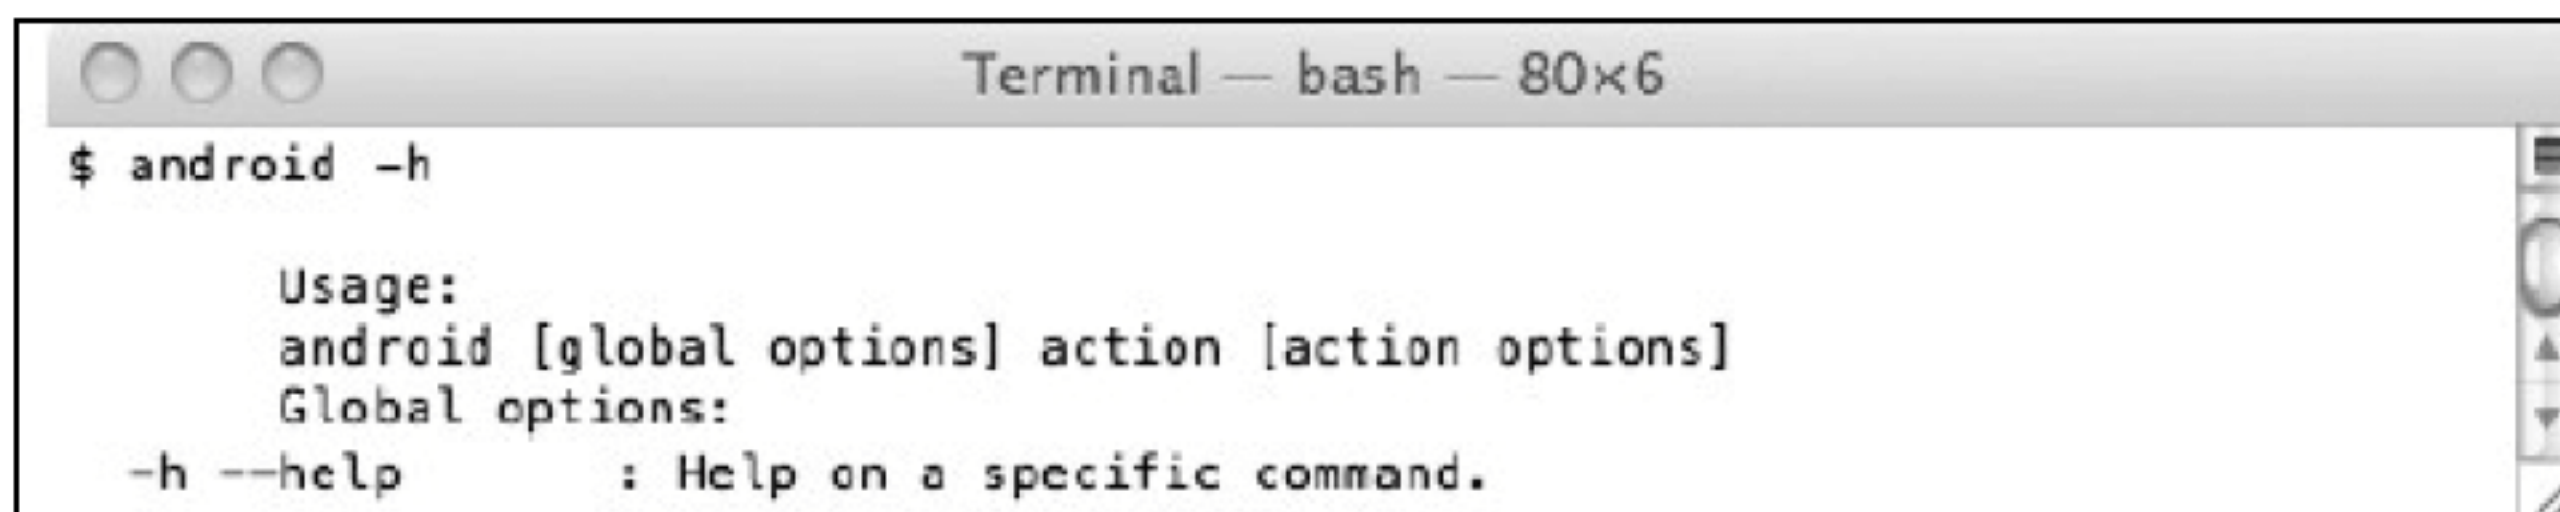 Terminal — bash — 80×6
$ android -h
Usage:
android [global options] action [action options]
Global options:
-h --help : Help on a specific command.